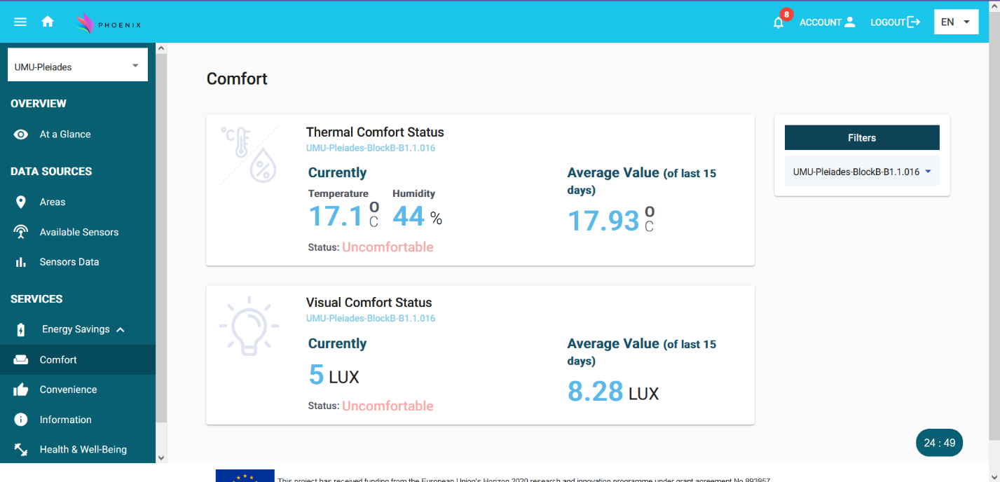 PHOENIX
8
ACCOUNT
LOGOUT
EN
UMU-Pleiades
OVERVIEW
At a Glance
DATA SOURCES
Areas
Available Sensors
Sensors Data
SERVICES
Energy Savings
Comfort
Convenience
Information
Health & Well-Being
Comfort
°C
%
Thermal Comfort Status
UMU-Pleiades-BlockB-B1.1.016
Currently
Temperature Humidity
17.1 O C 44 %
Status: Uncomfortable
Average Value (of last 15
days)
17.93 O C
Visual Comfort Status
UMU-Pleiades-BlockB-B1.1.016
Currently
5 LUX
Status: Uncomfortable
Average Value (of last 15
days)
8.28 LUX
Filters
UMU-Pleiades-BlockB-B1.1.016
24 : 49
This project has received funding from the European Union's Horizon 2020 research and innovation programme under grant agreement No 893857